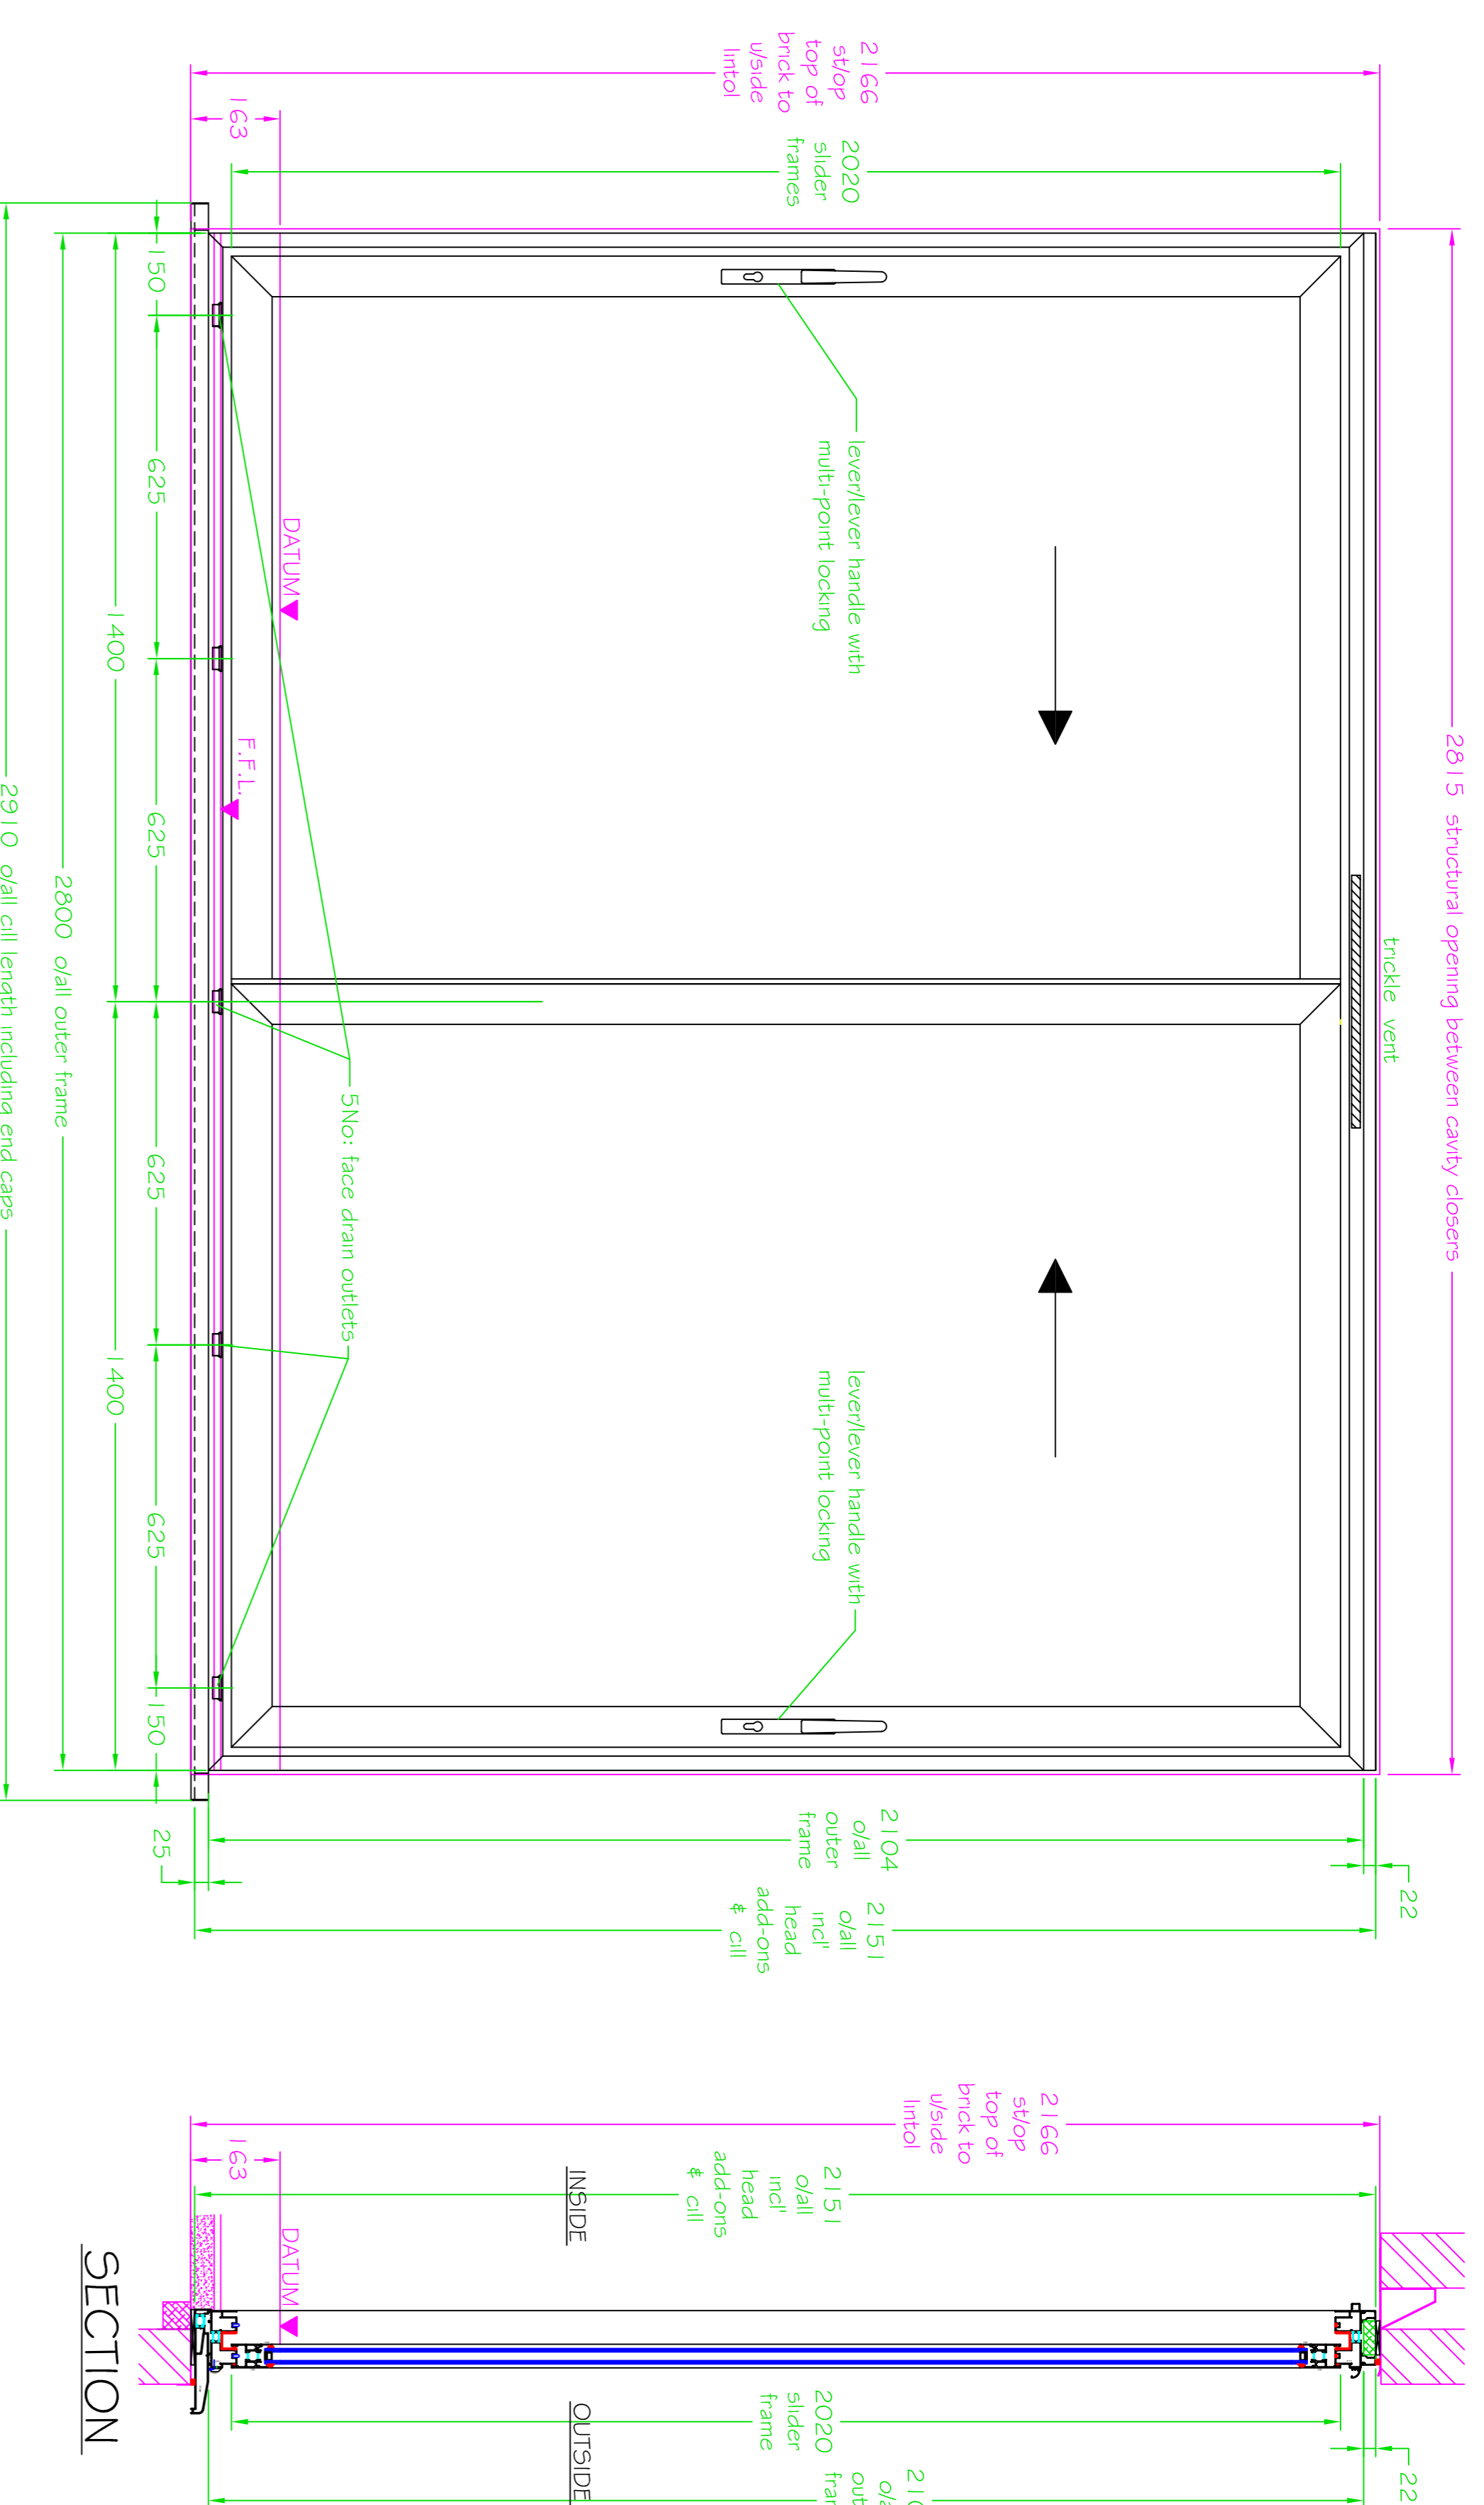 2815 structural opening between cavity closers
trickle vent
22
2166
st/op
top of
brick to
u/side
lintol
2020
slider
frames
lever/lever handle with
multi-point locking
lever/lever handle with
multi-point locking
2104
o/all
outer
frame
2151
o/all
incl'
head
add-ons
& cill
5No: face drain outlets
DATUM
F.F.L.
163
25
150
625
625
625
625
150
1400
1400
2800 o/all outer frame
2910 o/all cill length including end caps
22
2166
st/op
top of
brick to
u/side
lintol
2151
o/all
incl'
head
add-ons
& cill
2020
slider
frame
INSIDE
OUTSIDE
DATUM
163
SECTION